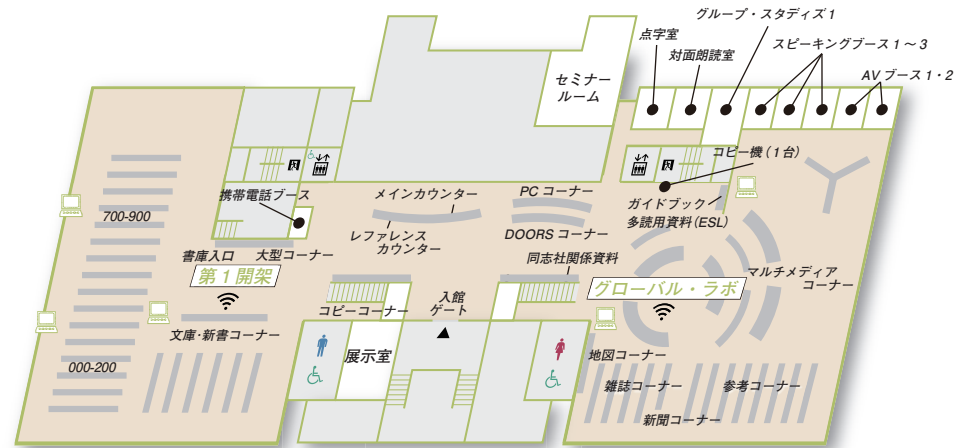 グループ・スタディズ 1
点字室
スピーキングブース 1 ～ 3
対面朗読室
AV ブース 1・2
セミナー
ルーム
コピー機（1 台）
携帯電話ブース
メインカウンター
PC コーナー
ガイドブック
多読用資料（ESL）
700-900
レファレンス
カウンター
DOORS コーナー
書庫入口
大型コーナー
同志社関係資料
第 1 開架
グローバル・ラボ
マルチメディア
コーナー
コピーコーナー
入館
ゲート
文庫・新書コーナー
展示室
地図コーナー
000-200
雑誌コーナー
参考コーナー
新聞コーナー